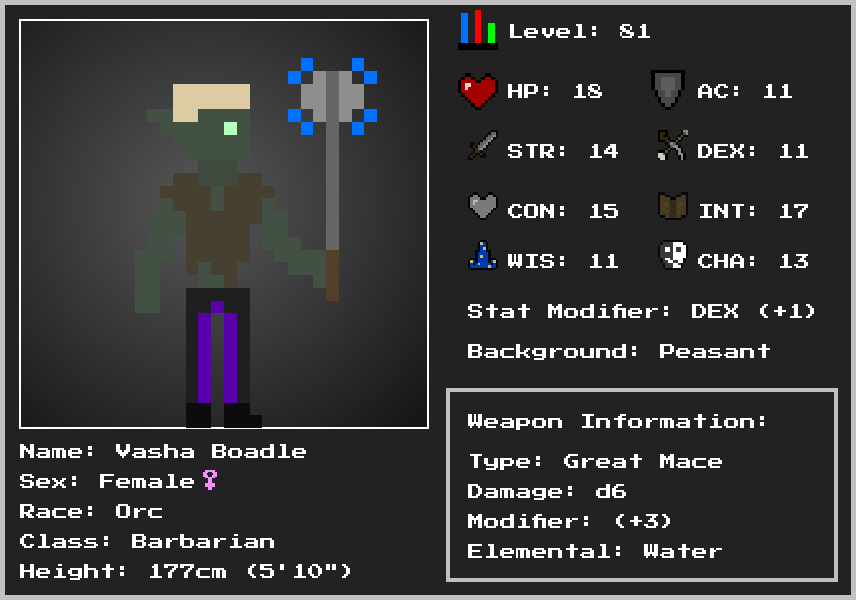 Level: 81
HP: 18 AC: 11
STR: 14 DEX: 11
CON: 15 INT: 17
WIS: 11 CHA: 13
Stat Modifier: DEX (+1)
Background: Peasant
Weapon Information:
Type: Great Mace
Damage: d6
Modifier: (+3)
Elemental: Water
Name: Vasha Boadle
Sex: Female ♀
Race: Orc
Class: Barbarian
Height: 177cm (5'10")